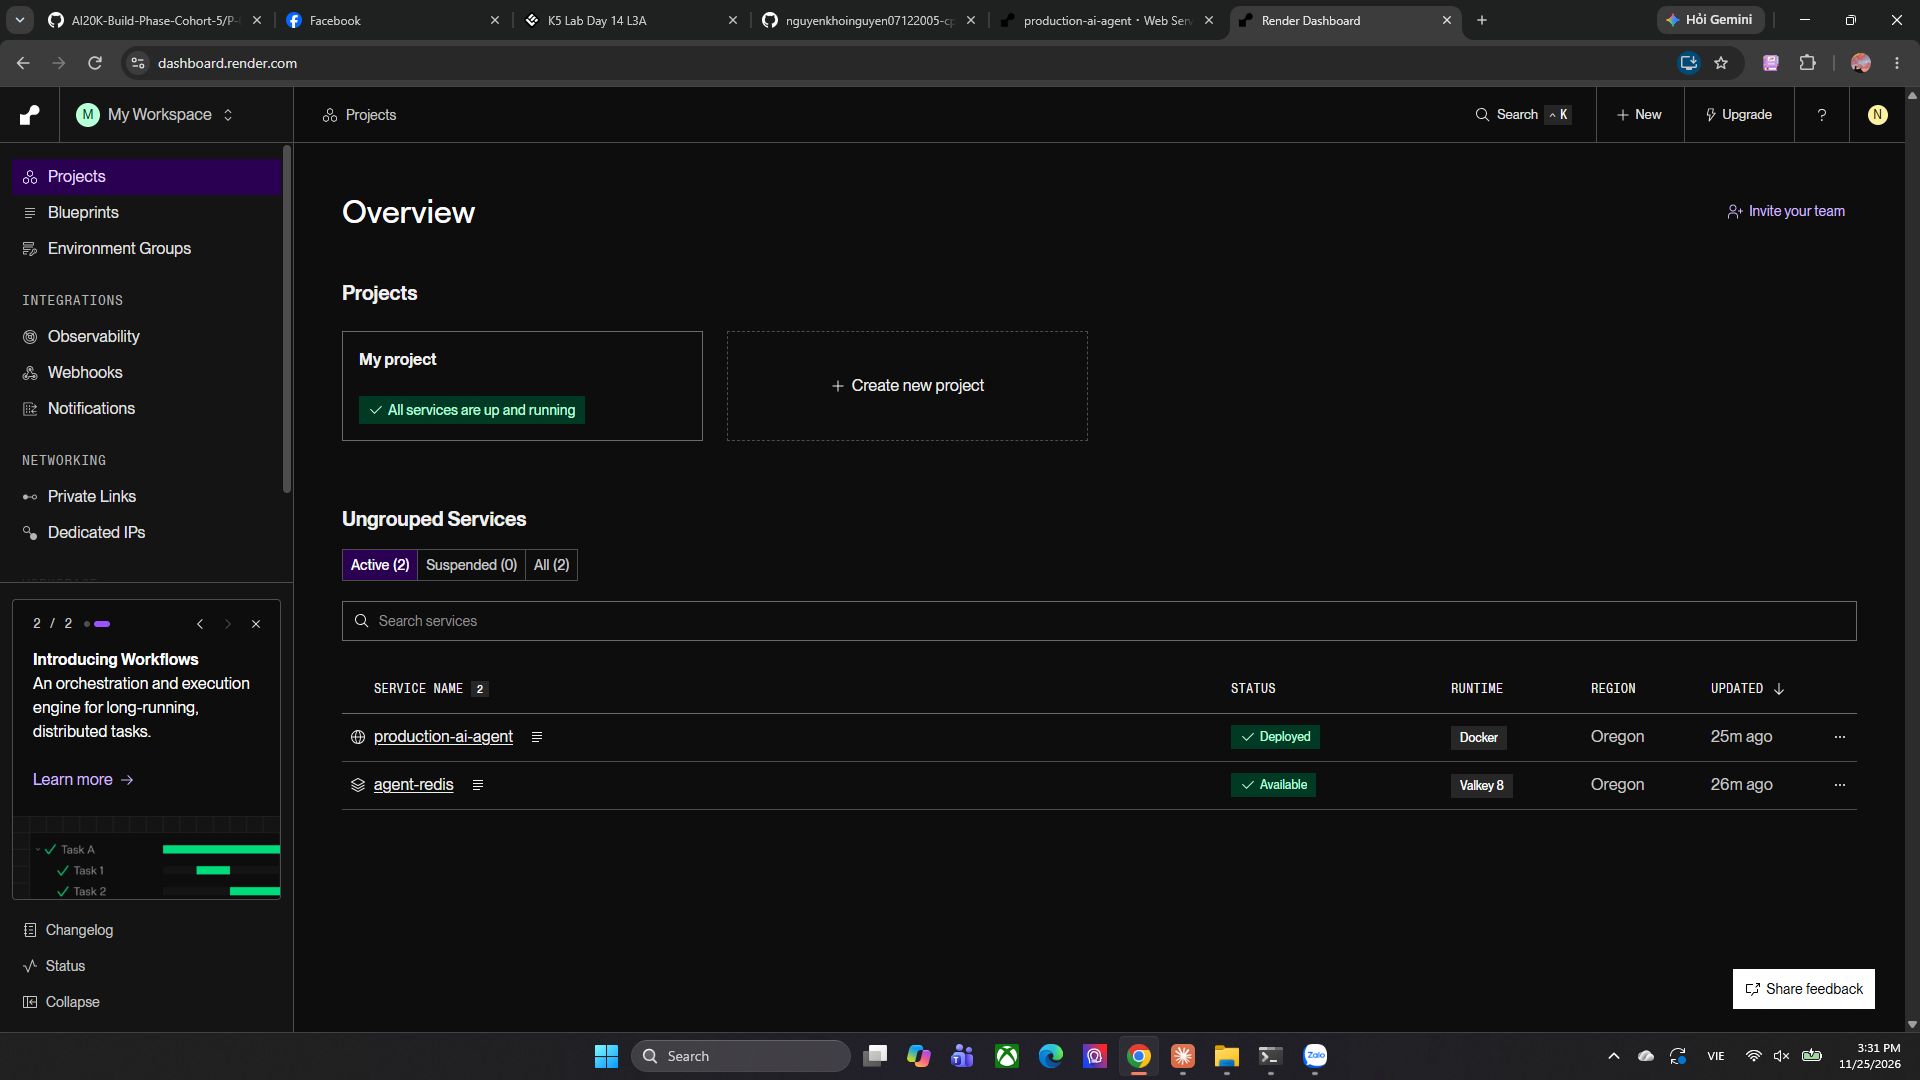 AI20K-Build-Phase-Cohort-5/P-
Facebook
K5 Lab Day 14 L3A
nguyenkhoinguyen07122005-cp
production-ai-agent · Web Serv
Render Dashboard
Hỏi Gemini
dashboard.render.com
M My Workspace
Projects
Search ^ K
+ New
Upgrade
?
N
Projects
Blueprints
Environment Groups
INTEGRATIONS
Observability
Webhooks
Notifications
NETWORKING
Private Links
Dedicated IPs
2 / 2
Introducing Workflows
An orchestration and execution
engine for long-running,
distributed tasks.
Learn more →
Task A
Task 1
Task 2
Changelog
Status
Collapse
Overview
Invite your team
Projects
My project
All services are up and running
+ Create new project
Ungrouped Services
Active (2)
Suspended (0)
All (2)
Search services
SERVICE NAME 2
STATUS
RUNTIME
REGION
UPDATED ↓
production-ai-agent
Deployed
Docker
Oregon
25m ago
agent-redis
Available
Valkey 8
Oregon
26m ago
Share feedback
Search
Zalo
VIE
3:31 PM
11/25/2026